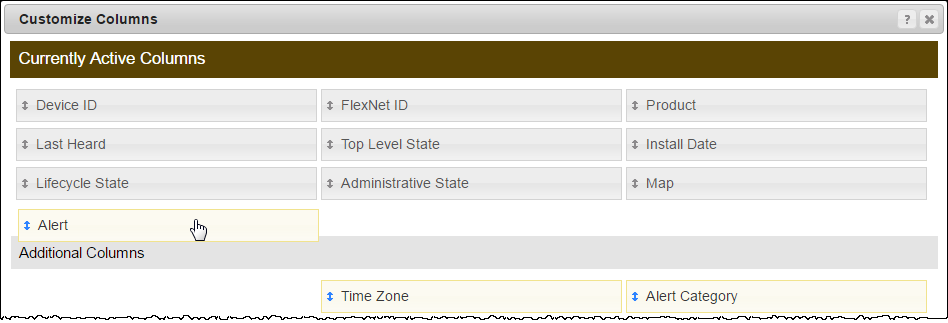 Customize Columns ?
Currently Active Columns
Device ID FlexNet ID Product
Last Heard Top Level State Install Date
Lifecycle State Administrative State Map
Alert
Additional Columns
Time Zone Alert Category